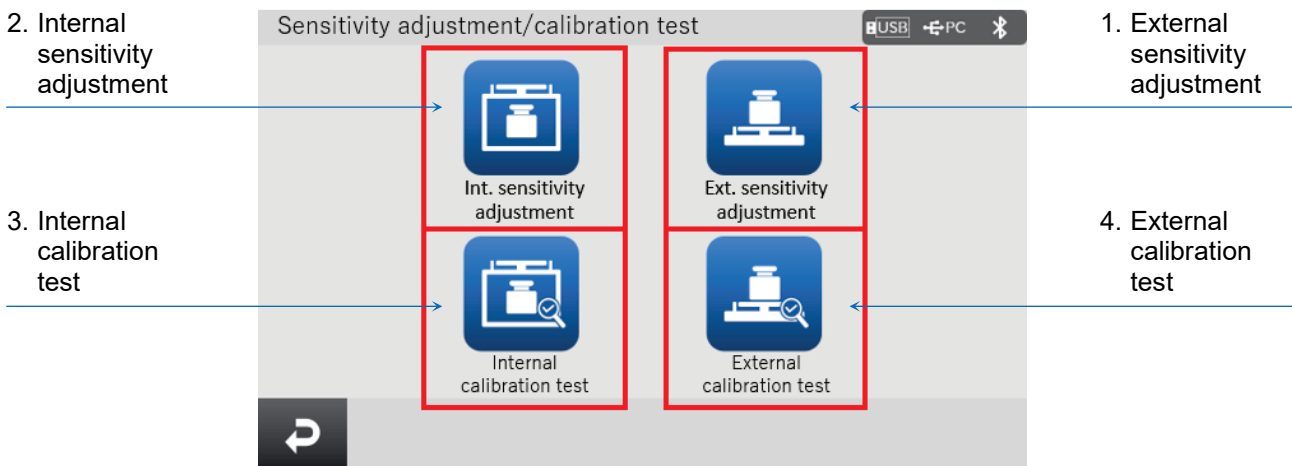 2. Internal
sensitivity
adjustment
Sensitivity adjustment/calibration test
USB
PC
1. External
sensitivity
adjustment
Int. sensitivity
adjustment
Ext. sensitivity
adjustment
3. Internal
calibration
test
4. External
calibration
test
Internal
calibration test
External
calibration test